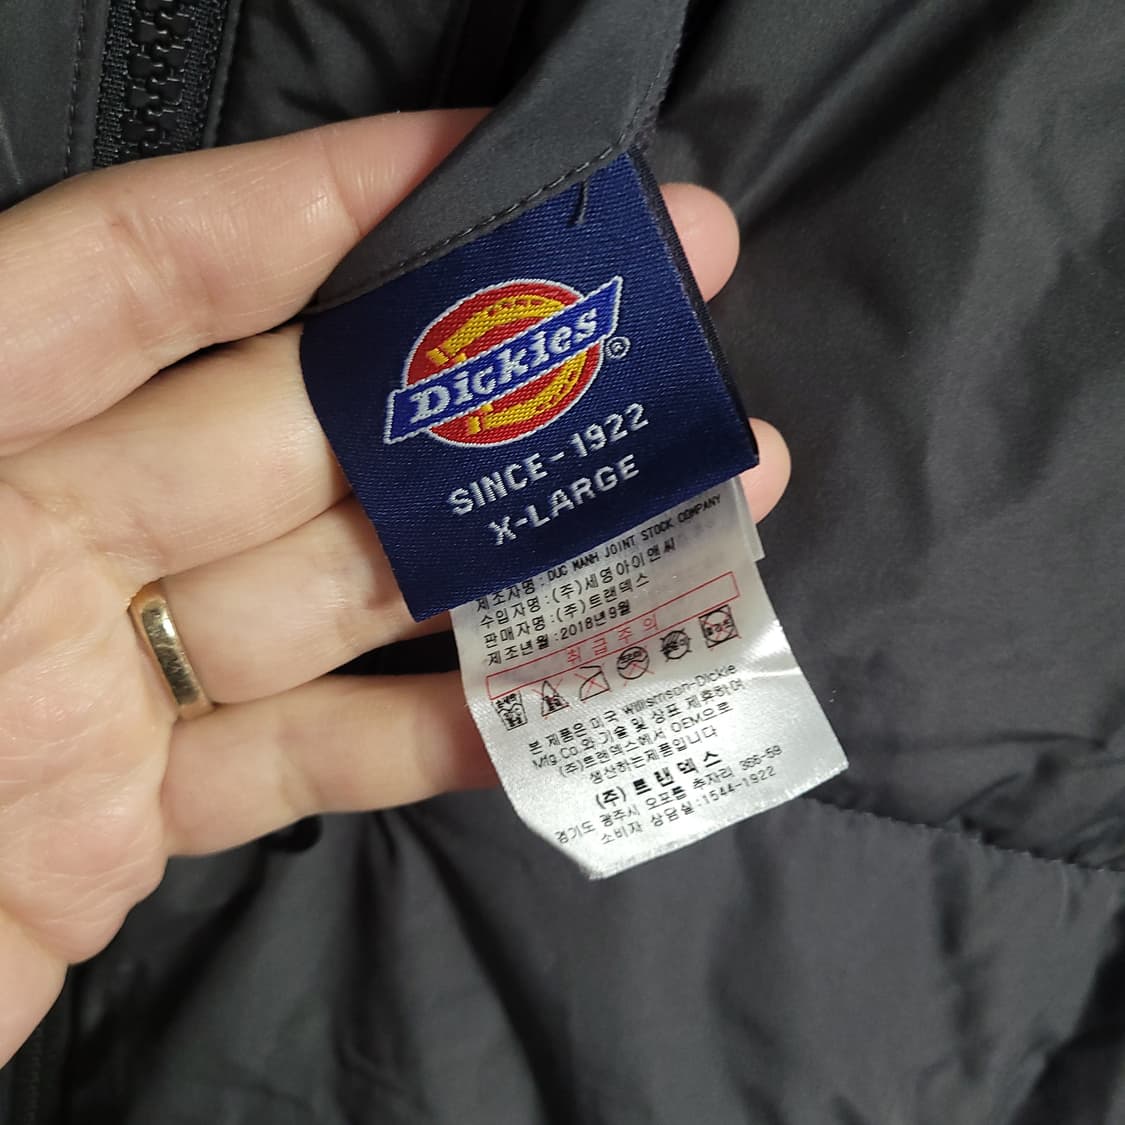 Dickies®
SINCE-1922
X-LARGE
제조자명 : DUC MANH JOINT STOCK COMPANY
수입자명 : (주)세영아이앤씨
판매자명 : (주)트랜덱스
제조년월 : 2018년9월
취급주의
본 제품은 미국 Williamson-Dickie
Mfg Co.와 기술 및 상표 제휴하여
(주)트랜덱스에서 OEM으로
생산하는제품입니다
(주) 트랜덱스
경기도 광주시 오포읍 추자리 366-59
소비자 상담실 : 1544-1922